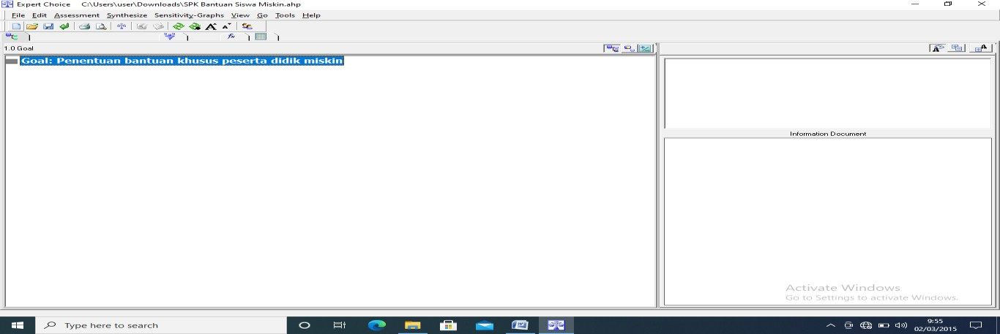 Expert Choice C:\Users\user\Downloads\SPK Bantuan Siswa Miskin.ahp
File Edit Assessment Synthesize Sensitivity-Graphs View Go Tools Help
1.0 Goal
Goal: Penentuan bantuan khusus peserta didik miskin
Information Document
Activate Windows
Go to Settings to activate Windows.
Type here to search
9:55
02/03/2015